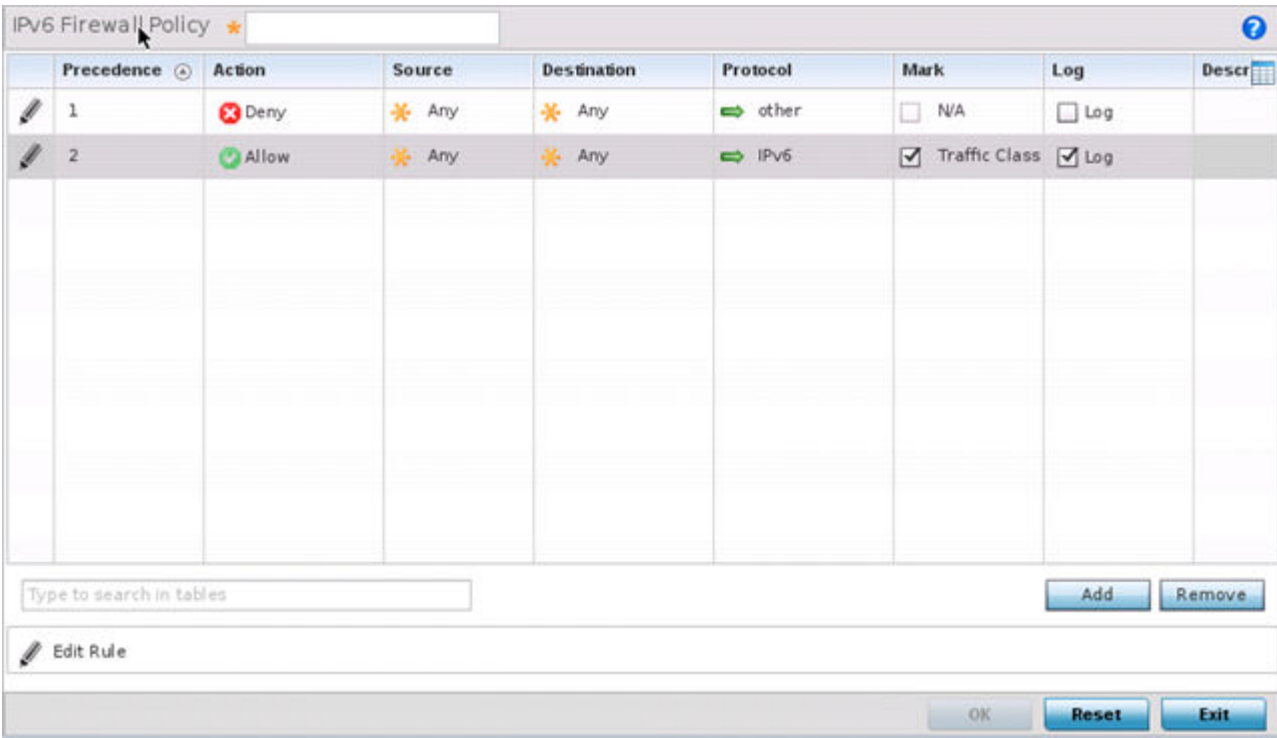 IPv6 Firewall Policy *
Precedence Action Source Destination Protocol Mark Log Descr
1 Deny Any Any other N/A Log
2 Allow Any Any IPv6 Traffic Class Log
Type to search in tables
Add Remove
Edit Rule
OK Reset Exit